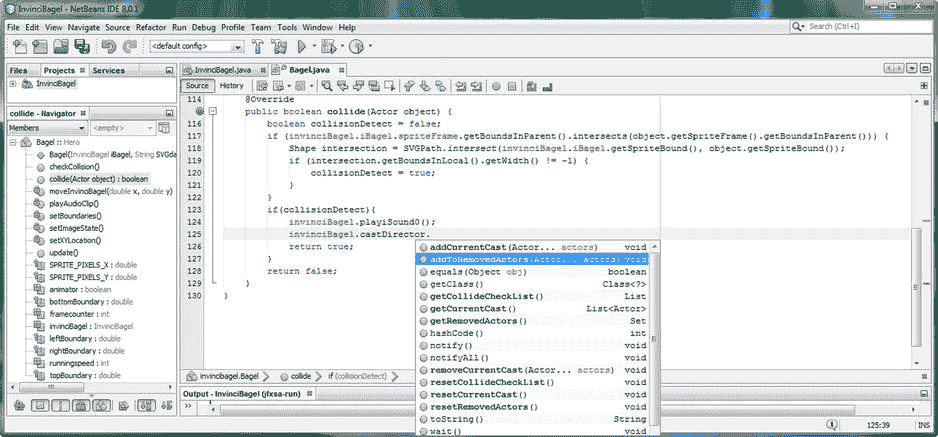 InvinciBagel - NetBeans IDE 8.0.1
File Edit View Navigate Source Refactor Run Debug Profile Team Tools Window Help
Search (Ctrl+I)
<default config>
Files Projects Services
InvinciBagel
collide - Navigator
Members <empty>
Bagel :: Hero
Bagel(InvinciBagel iBagel, String SVGda
checkCollision()
collide(Actor object) : boolean
moveInvinciBagel(double x, double y)
playAudioClip()
setBoundaries()
setImageState()
setXYLocation()
update()
SPRITE_PIXELS_X : double
SPRITE_PIXELS_Y : double
animator : boolean
bottomBoundary : double
framecounter : int
invinciBagel : InvinciBagel
leftBoundary : double
rightBoundary : double
runningspeed : int
topBoundary : double
InvinciBagel.java Bagel.java
Source History
114 @Override
public boolean collide(Actor object) {
116 boolean collisionDetect = false;
117 if (invinciBagel.iBagel.spriteFrame.getBoundsInParent().intersects(object.getSpriteFrame().getBoundsInParent())) {
118 Shape intersection = SVGPath.intersect(invinciBagel.iBagel.getSpriteBound(), object.getSpriteBound());
119 if (intersection.getBoundsInLocal().getWidth() != -1) {
120 collisionDetect = true;
121 }
122 }
123 if(collisionDetect){
124 invinciBagel.playiSound0();
125 invinciBagel.castDirector.
126 return true;
127 }
128 return false;
129 }
130 }
addCurrentCast(Actor... actors) void
addToRemovedActors(Actor... Actors) void
equals(Object obj) boolean
getClass() Class<?>
getCollideCheckList() List
getCurrentCast() List<Actor>
getRemovedActors() Set
hashCode() int
notify() void
notifyAll() void
removeCurrentCast(Actor... actors) void
resetCollideCheckList() void
resetCurrentCast() void
resetRemovedActors() void
toString() String
wait() void
invincibagel.Bagel collide if (collisionDetect)
Output - InvinciBagel (jfxsa-run)
125:39 INS